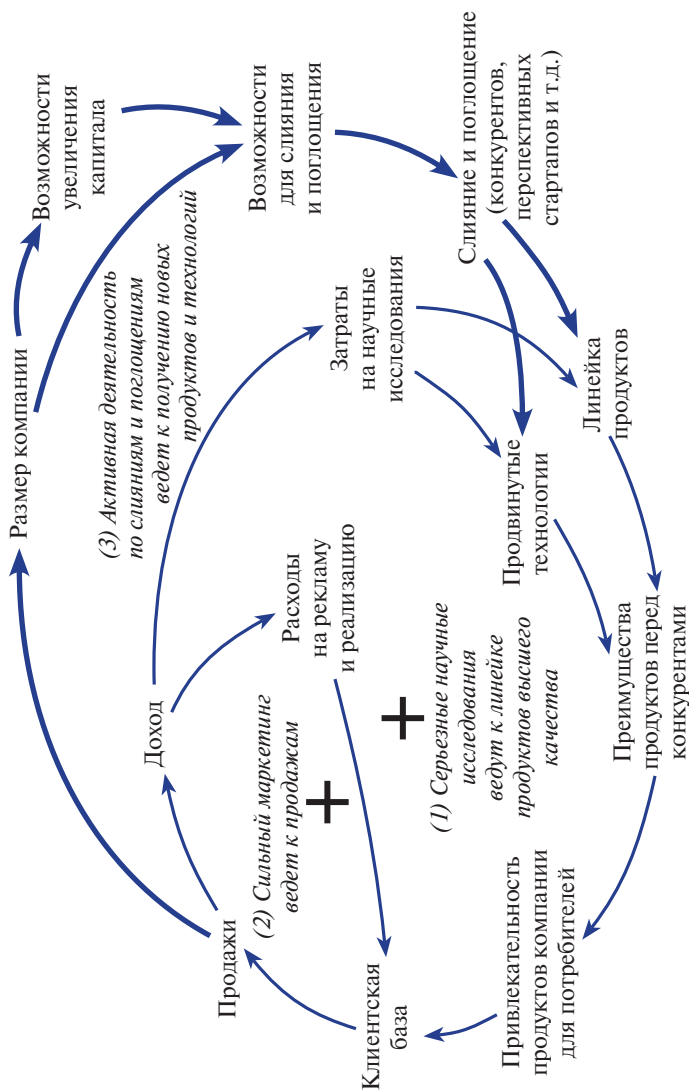 Размер компании
Возможности
увеличения
капитала
(3) Активная деятельность
по слияниям и поглощениям
ведет к получению новых
продуктов и технологий
Возможности
для слияния
и поглощения
Продажи
Доход
(2) Сильный маркетинг
ведет к продажам
Расходы
на рекламу
и реализацию
Затраты
на научные
исследования
Слияние и поглощение
(конкурентов,
перспективных
стартапов и т.д.)
Клиентская
база
+
+
(1) Серьезные научные
исследования
ведут к линейке
продуктов высшего
качества
Продвинутые
технологии
Линейка
продуктов
Привлекательность
продуктов компании
для потребителей
Преимущества
продуктов перед
конкурентами